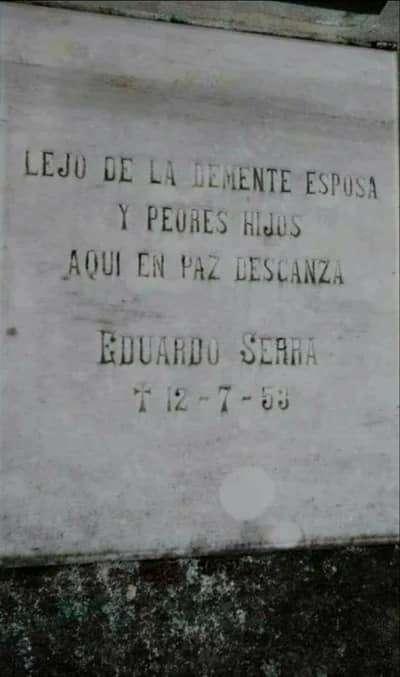 LEJO DE LA DEMENTE ESPOSA
Y PEORES HIJOS
AQUI EN PAZ DESCANZA
EDUARDO SERRA
✝ 12-7-53